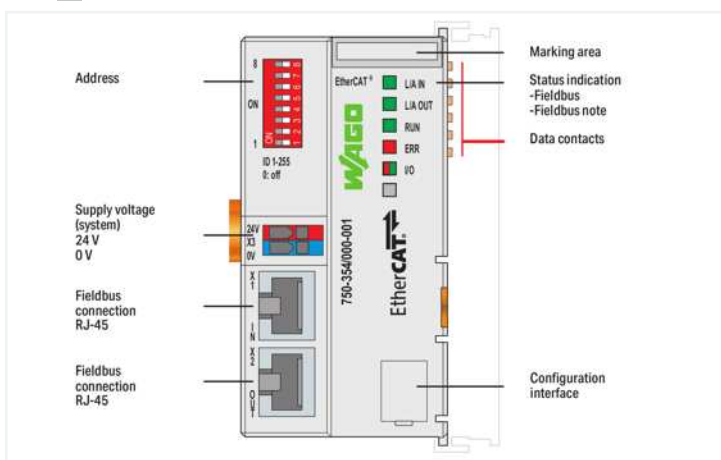 Address
Supply voltage
(system)
24 V
0 V
Fieldbus
connection
RJ-45
Fieldbus
connection
RJ-45
8
ON
1
ON
1 2 3 4 5 6 7 8
ID 1-255
0: off
24V
X3
0V
X1
IN
X2
OUT
EtherCAT®
L/A IN
L/A OUT
RUN
ERR
I/O
WAGO
750-354/000-001
EtherCAT®
Marking area
Status indication
-Fieldbus
-Fieldbus note
Data contacts
Configuration
interface